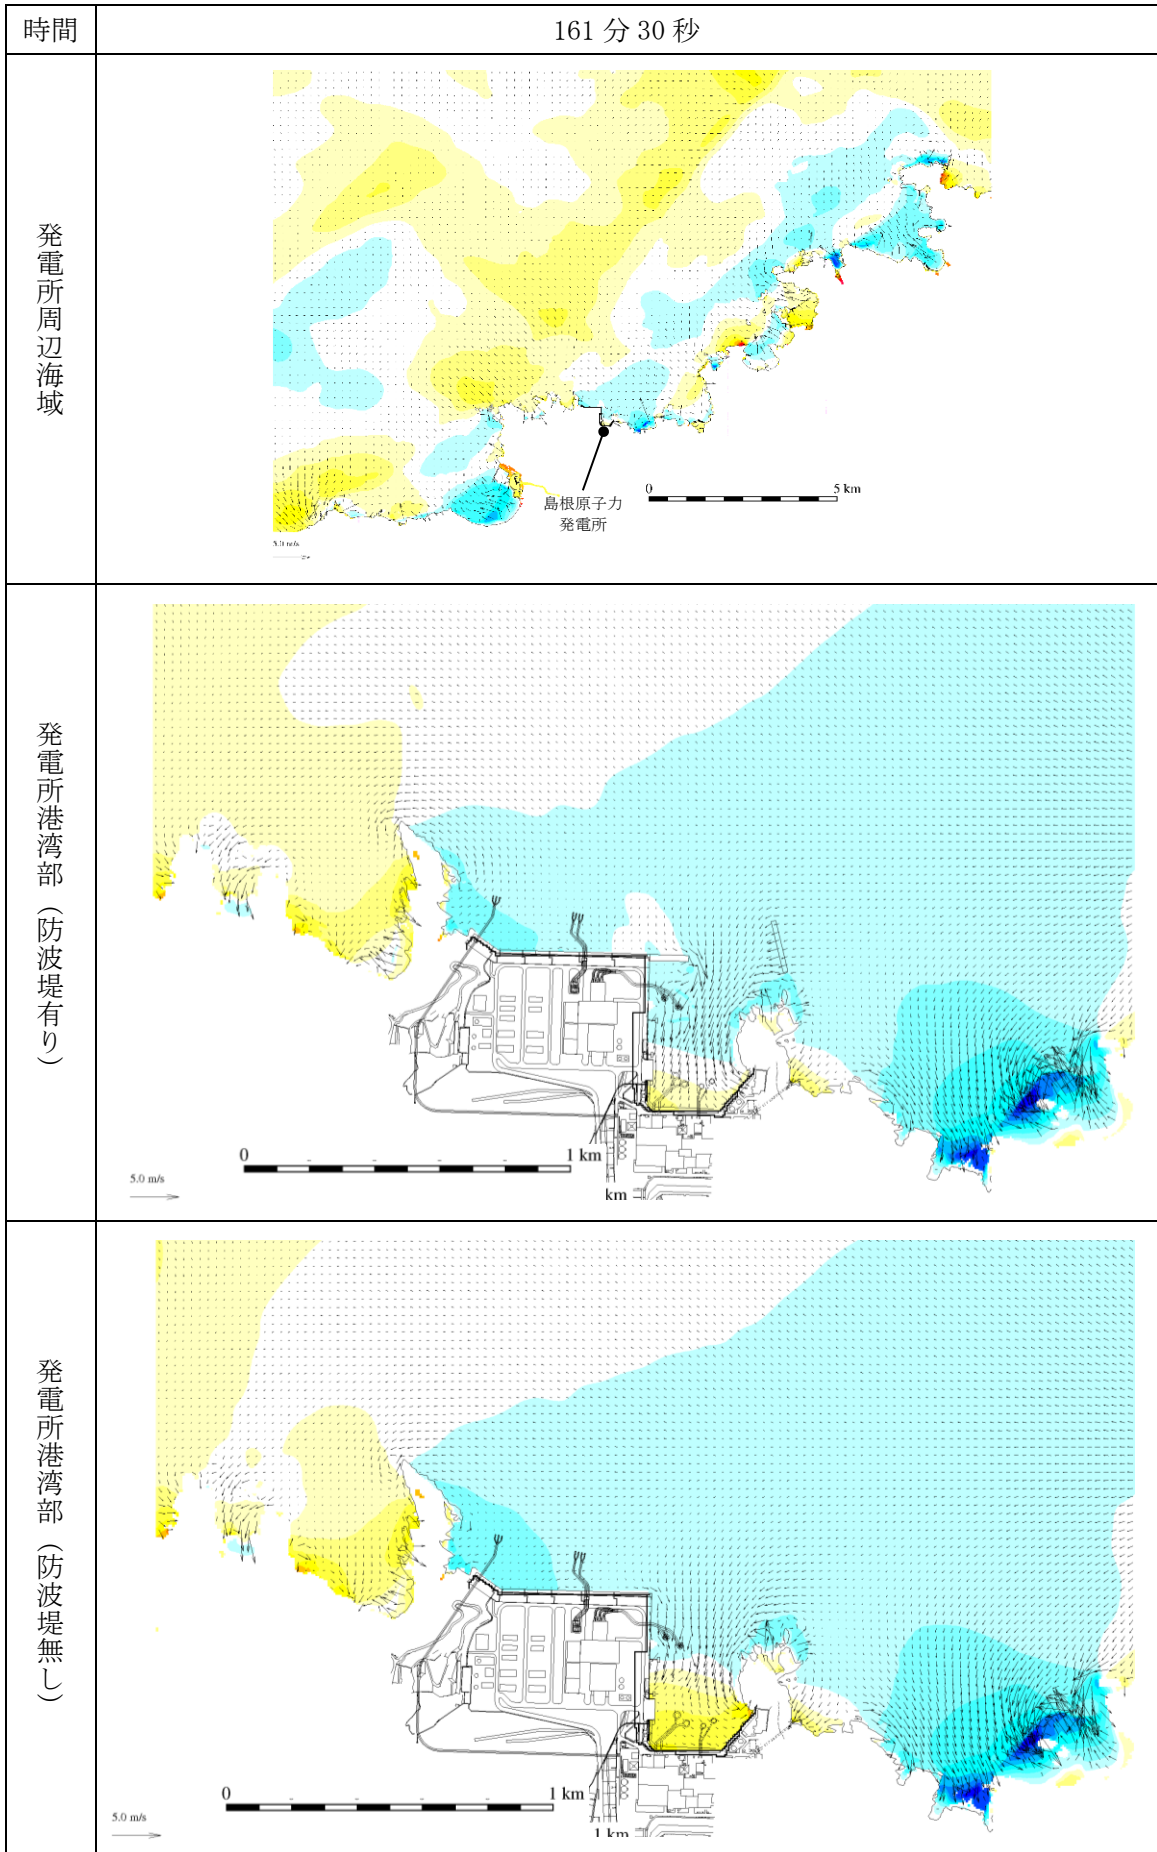 時間
161 分 30 秒
発電所周辺海域
島根原子力
発電所
0
5 km
5.0 m/s
発電所港湾部（防波堤有り）
0
1 km
5.0 m/s
km
発電所港湾部（防波堤無し）
0
1 km
5.0 m/s
1 km